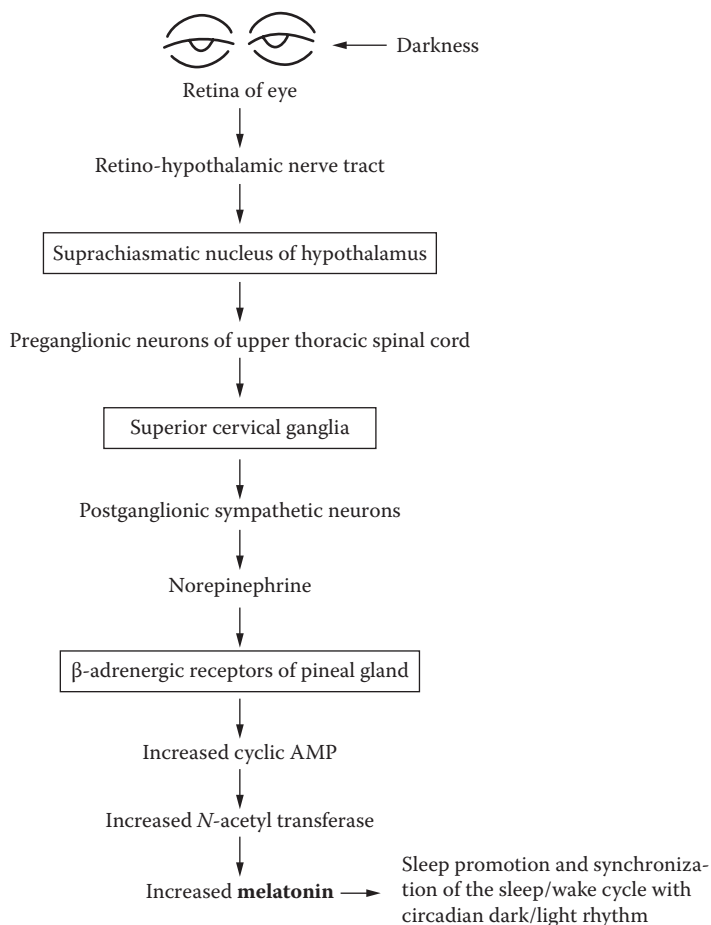 Darkness
Retina of eye
Retino-hypothalamic nerve tract
Suprachiasmatic nucleus of hypothalamus
Preganglionic neurons of upper thoracic spinal cord
Superior cervical ganglia
Postganglionic sympathetic neurons
Norepinephrine
β-adrenergic receptors of pineal gland
Increased cyclic AMP
Increased N-acetyl transferase
Increased melatonin
Sleep promotion and synchroniza-
tion of the sleep/wake cycle with
circadian dark/light rhythm